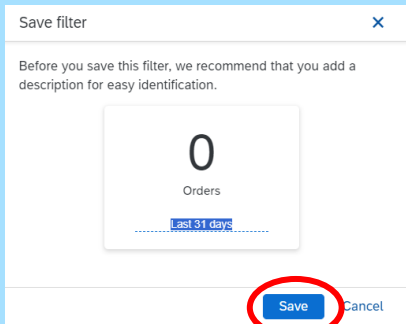 Save filter
Before you save this filter, we recommend that you add a
description for easy identification.
0
Orders
Last 31 days
Save Cancel